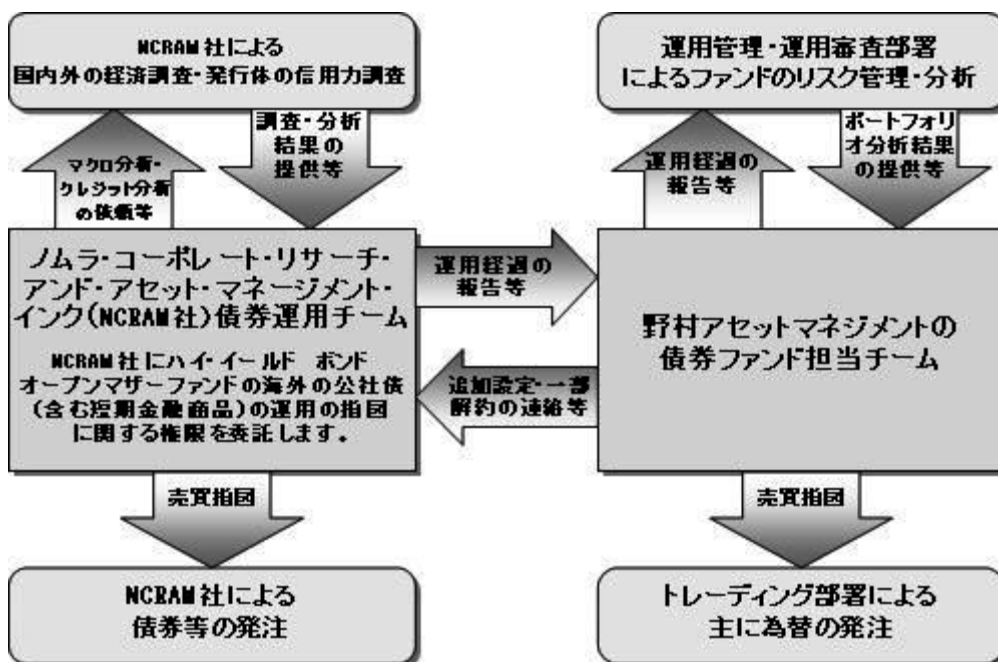 NCRAM社による
国内外の経済調査・発行体の信用力調査
運用管理・運用審査部署
によるファンドのリスク管理・分析
マクロ分析・
クレジット分析
の依頼等
調査・分析
結果の
提供等
運用経過の
報告等
ポートフォリ
オ分析結果
の提供等
ノムラ・コーポレート・リサーチ・
アンド・アセット・マネージメント・
インク(NCRAM社)債券運用チーム
NCRAM社にハイ・イールド ボンド
オープンマザーファンドの海外の公社債
(含む短期金融商品)の運用の指図
に関する権限を委託します。
運用経過の
報告等
追加設定・一部
解約の連絡等
野村アセットマネジメントの
債券ファンド担当チーム
売買指図
売買指図
NCRAM社による
債券等の発注
トレーディング部署による
主に為替の発注